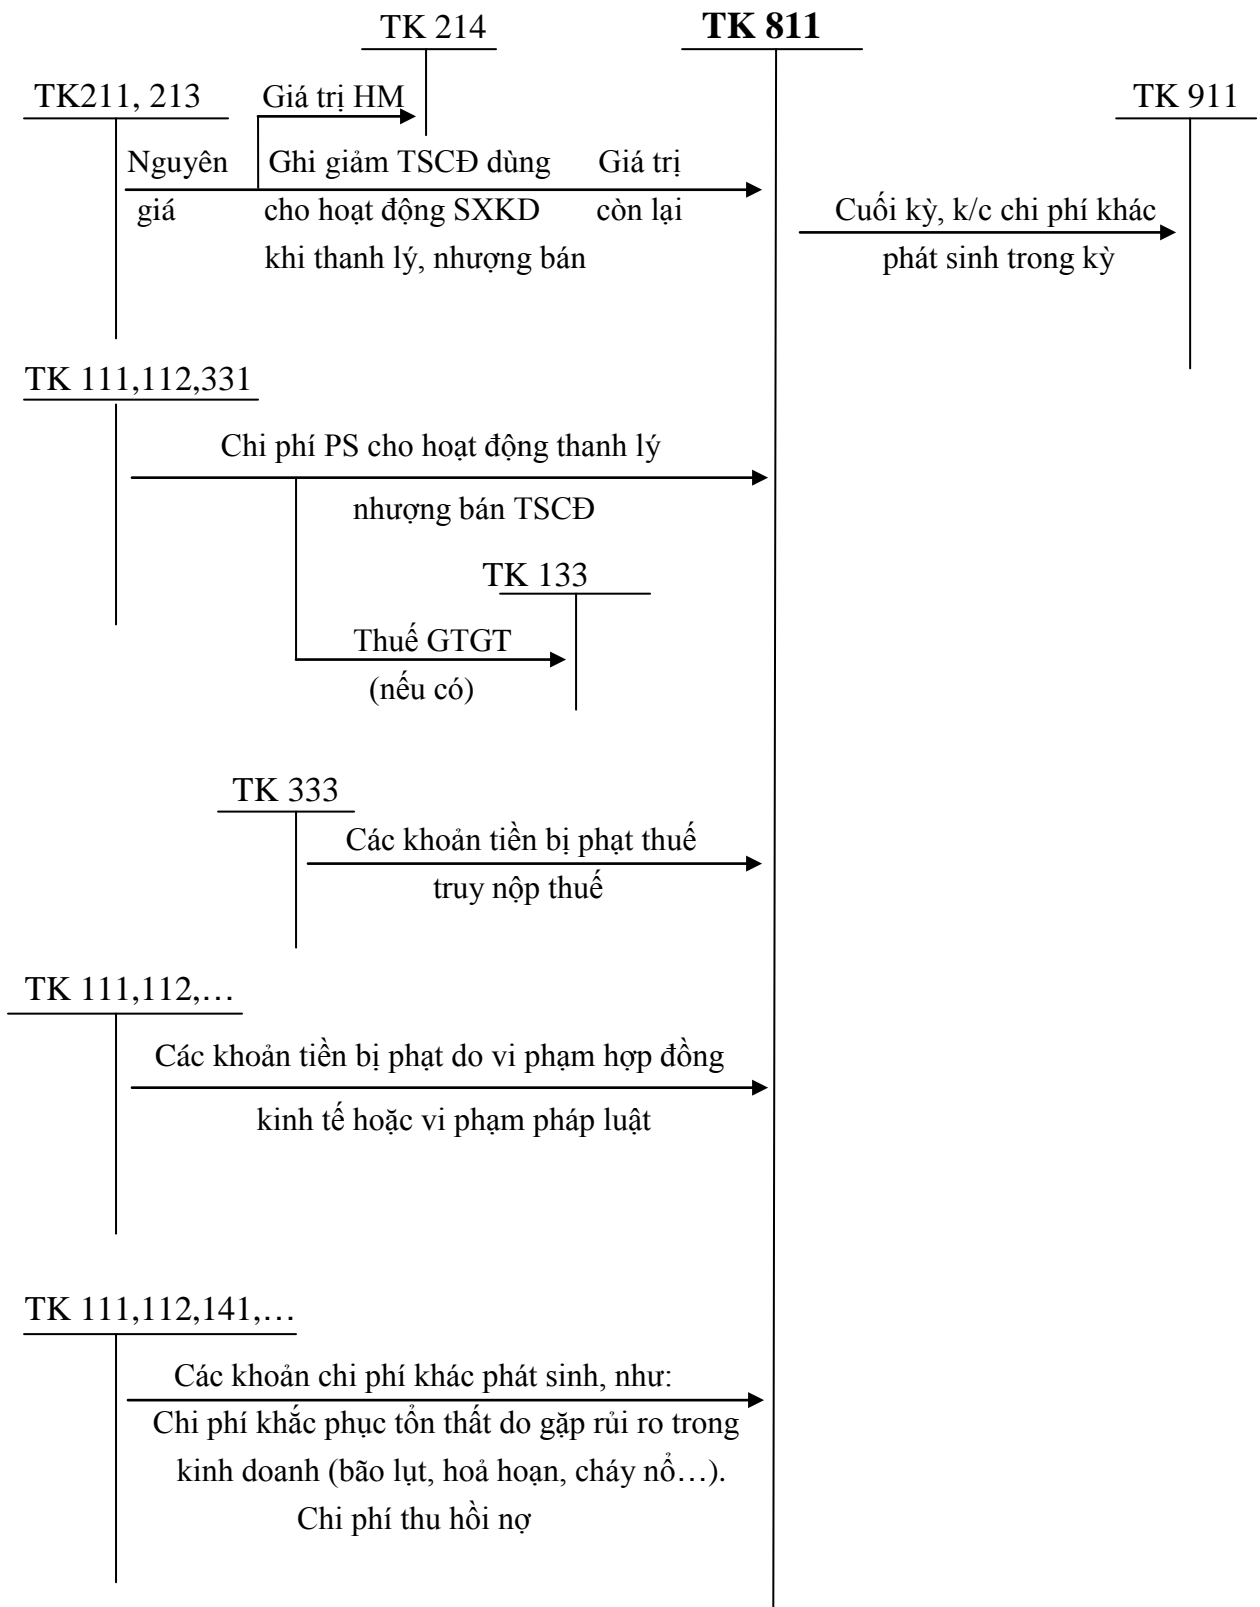 TK 214
TK 811
TK211, 213
Giá trị HM
TK 911
Nguyên
Ghi giảm TSCĐ dùng
Giá trị
giá
cho hoạt động SXKD
còn lại
khi thanh lý, nhượng bán
Cuối kỳ, k/c chi phí khác
phát sinh trong kỳ
TK 111,112,331
Chi phí PS cho hoạt động thanh lý
nhượng bán TSCĐ
TK 133
Thuế GTGT
(nếu có)
TK 333
Các khoản tiền bị phạt thuế
truy nộp thuế
TK 111,112,…
Các khoản tiền bị phạt do vi phạm hợp đồng
kinh tế hoặc vi phạm pháp luật
TK 111,112,141,…
Các khoản chi phí khác phát sinh, như:
Chi phí khắc phục tổn thất do gặp rủi ro trong
kinh doanh (bão lụt, hoả hoạn, cháy nổ…).
Chi phí thu hồi nợ